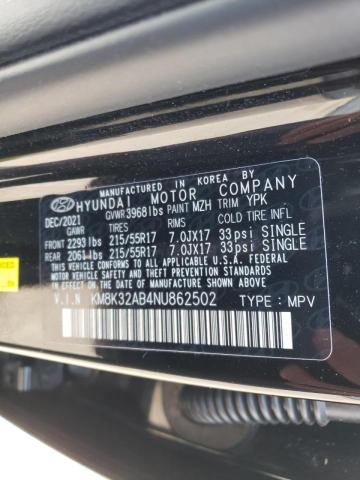 MANUFACTURED IN KOREA BY
HYUNDAI MOTOR COMPANY
DEC/2021 GVWR 3968lbs PAINT MZH TRIM YPK
GAWR TIRES RIMS COLD TIRE INFL
FRONT 2293lbs 215/55R17 7.0JX17 33psi SINGLE
REAR 2061lbs 215/55R17 7.0JX17 33psi SINGLE
THIS VEHICLE CONFORMS TO ALL APPLICABLE U.S.A. FEDERAL
MOTOR VEHICLE SAFETY, BUMPER, AND THEFT PREVENTION
STANDARDS IN EFFECT ON THE DATE OF MANUFACTURE SHOWN ABOVE.
V.I.N KM8K32AB4NU862502 TYPE : MPV